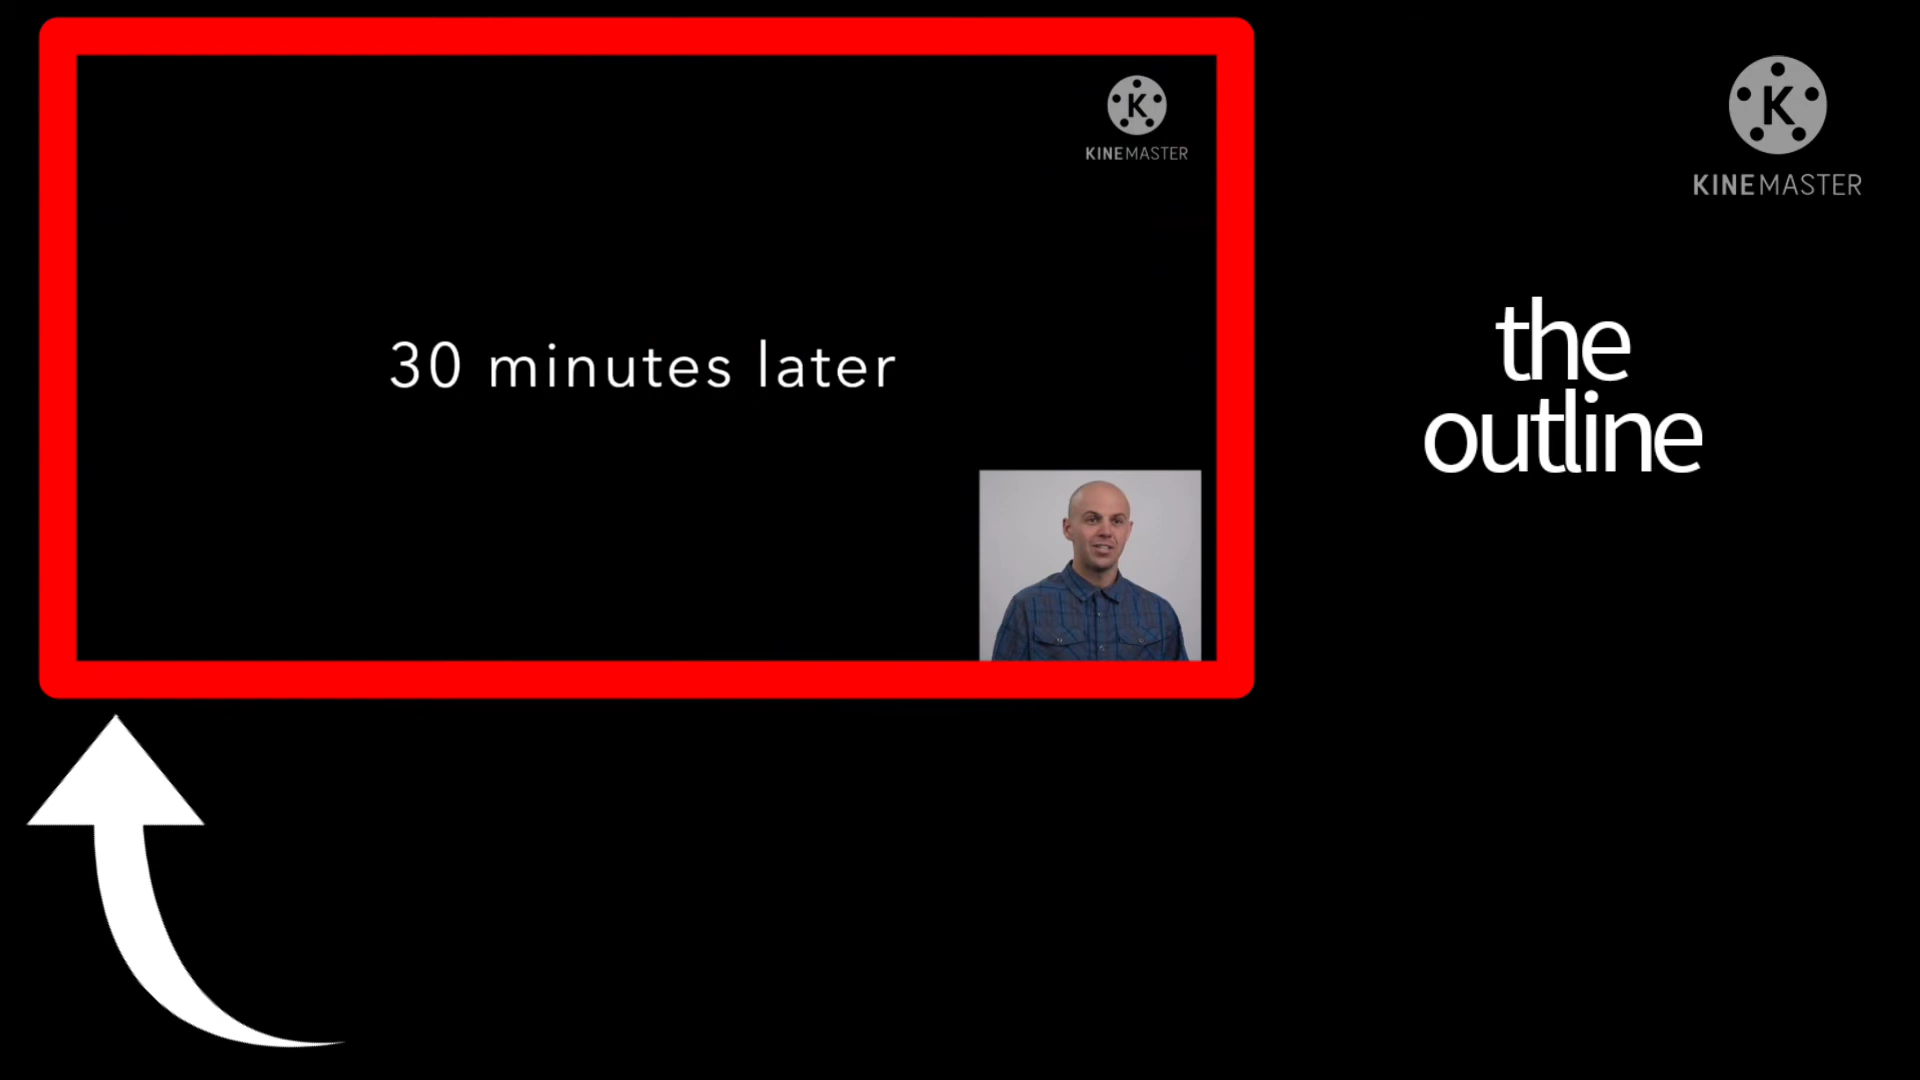 K
KINEMASTER
30 minutes later
K
KINEMASTER
the
outline